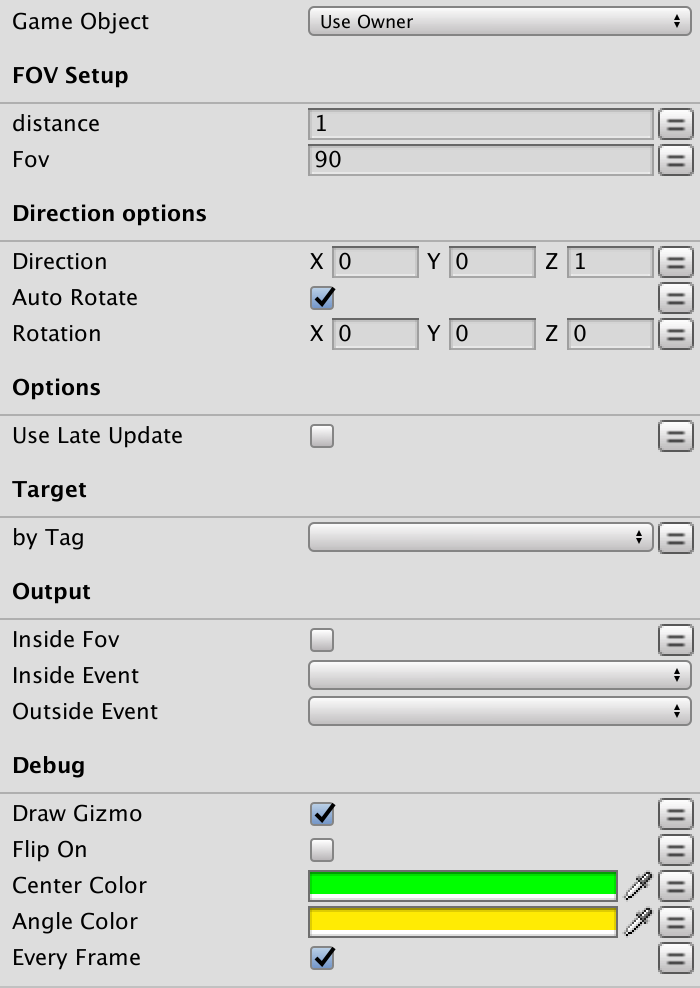 Game Object Use Owner
FOV Setup
distance 1
Fov 90
Direction options
Direction X 0 Y 0 Z 1
Auto Rotate
Rotation X 0 Y 0 Z 0
Options
Use Late Update
Target
by Tag
Output
Inside Fov
Inside Event
Outside Event
Debug
Draw Gizmo
Flip On
Center Color
Angle Color
Every Frame